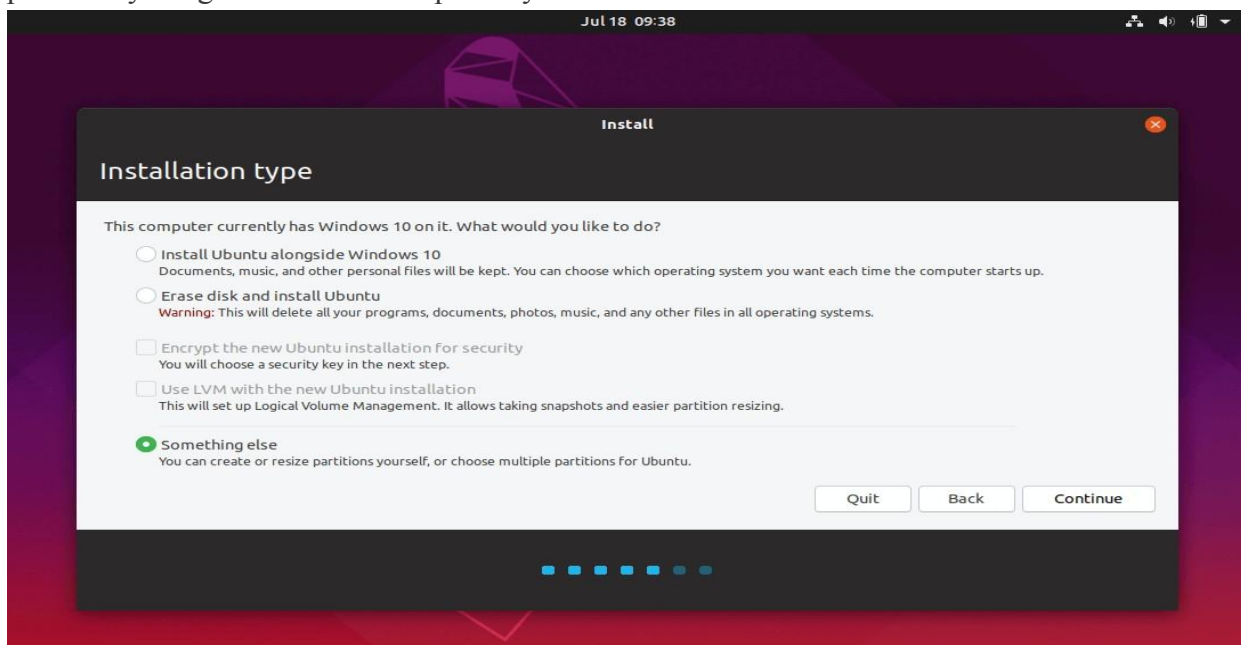 Jul 18 09:38
Install
Installation type
This computer currently has Windows 10 on it. What would you like to do?
Install Ubuntu alongside Windows 10
Documents, music, and other personal files will be kept. You can choose which operating system you want each time the computer starts up.
Erase disk and install Ubuntu
Warning: This will delete all your programs, documents, photos, music, and any other files in all operating systems.
Encrypt the new Ubuntu installation for security
You will choose a security key in the next step.
Use LVM with the new Ubuntu installation
This will set up Logical Volume Management. It allows taking snapshots and easier partition resizing.
Something else
You can create or resize partitions yourself, or choose multiple partitions for Ubuntu.
Quit Back Continue